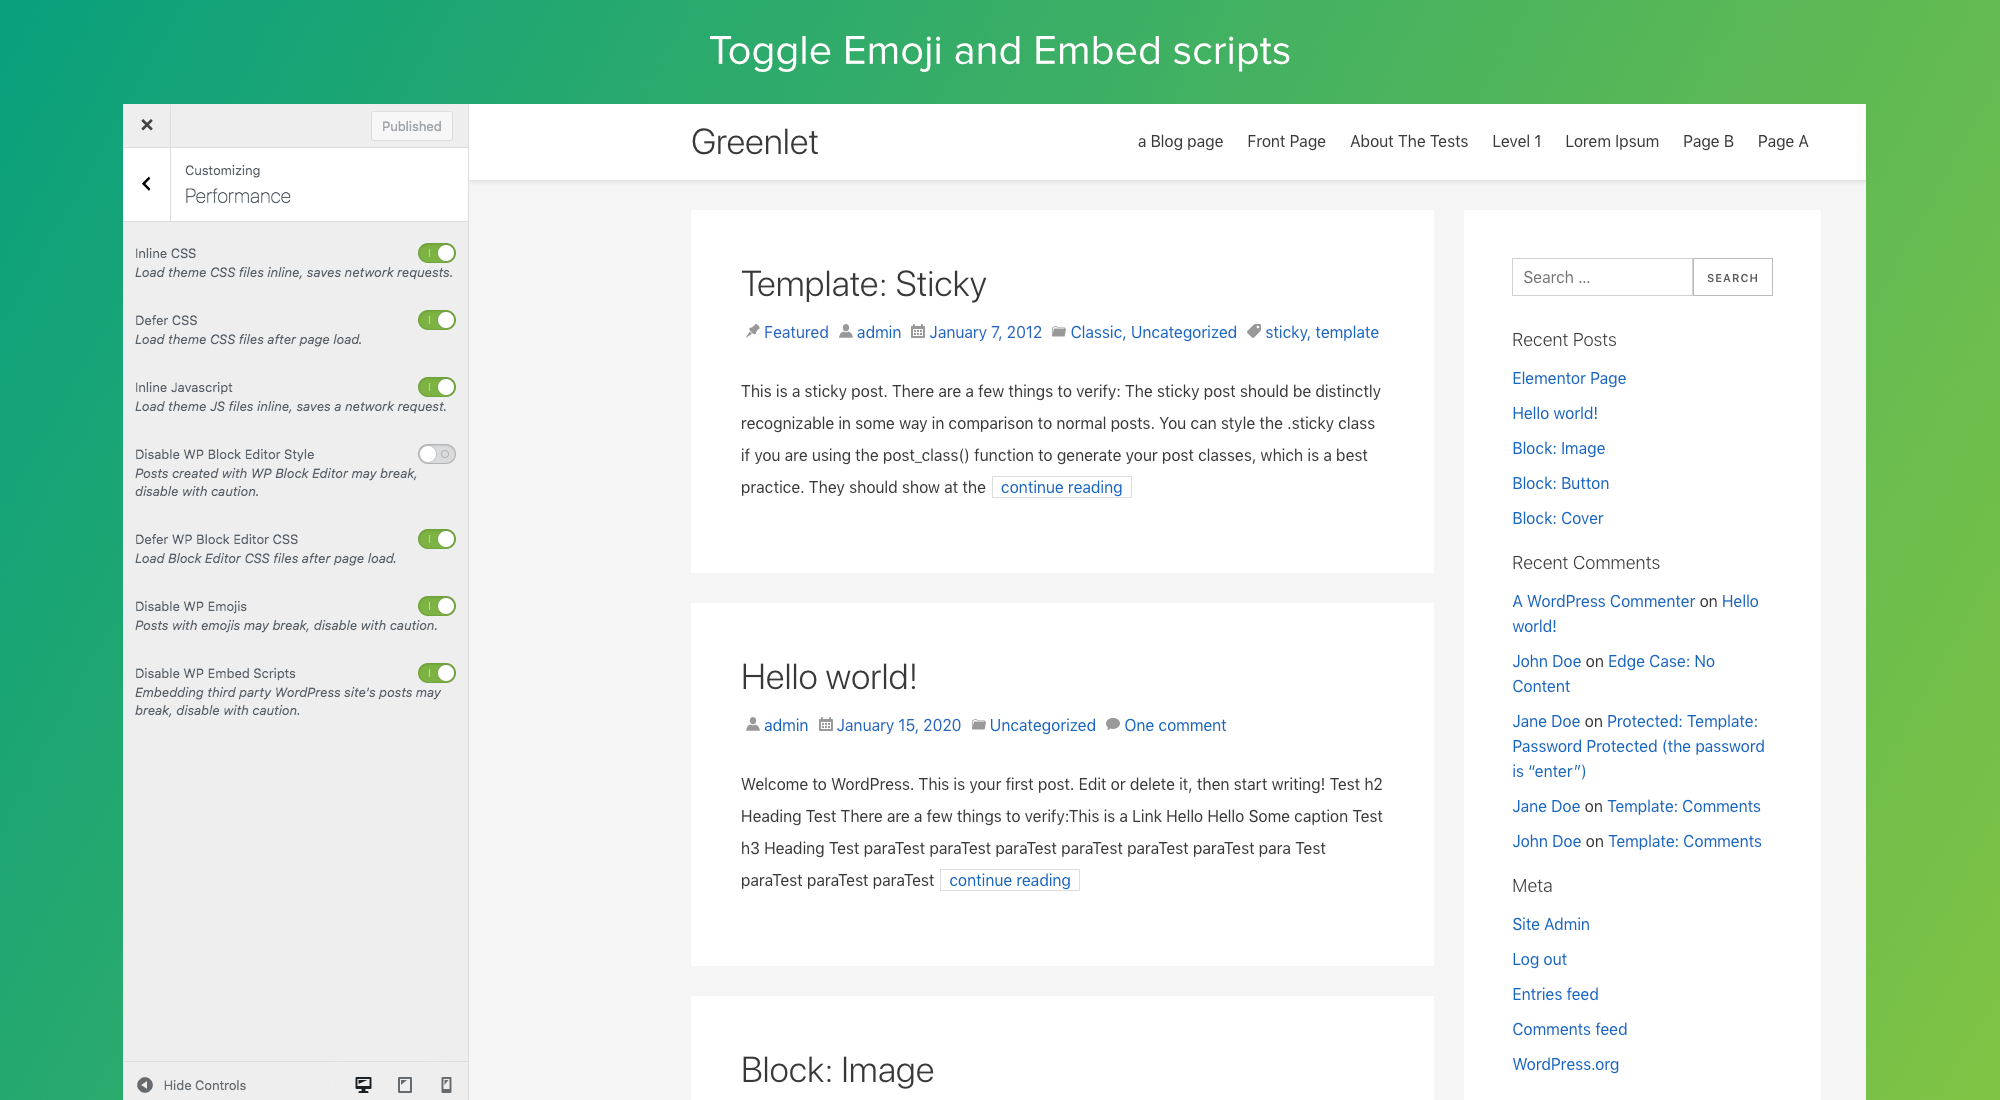 Toggle Emoji and Embed scripts
Published
Customizing
Performance
Inline CSS
Load theme CSS files inline, saves network requests.
Defer CSS
Load theme CSS files after page load.
Inline Javascript
Load theme JS files inline, saves a network request.
Disable WP Block Editor Style
Posts created with WP Block Editor may break,
disable with caution.
Defer WP Block Editor CSS
Load Block Editor CSS files after page load.
Disable WP Emojis
Posts with emojis may break, disable with caution.
Disable WP Embed Scripts
Embedding third party WordPress site's posts may
break, disable with caution.
Hide Controls
Greenlet
a Blog page Front Page About The Tests Level 1 Lorem Ipsum Page B Page A
Template: Sticky
Featured admin January 7, 2012 Classic, Uncategorized sticky, template
This is a sticky post. There are a few things to verify: The sticky post should be distinctly
recognizable in some way in comparison to normal posts. You can style the .sticky class
if you are using the post_class() function to generate your post classes, which is a best
practice. They should show at the continue reading
Hello world!
admin January 15, 2020 Uncategorized One comment
Welcome to WordPress. This is your first post. Edit or delete it, then start writing! Test h2
Heading Test There are a few things to verify:This is a Link Hello Hello Some caption Test
h3 Heading Test paraTest paraTest paraTest paraTest paraTest paraTest para Test
paraTest paraTest paraTest continue reading
Block: Image
Search ... SEARCH
Recent Posts
Elementor Page
Hello world!
Block: Image
Block: Button
Block: Cover
Recent Comments
A WordPress Commenter on Hello
world!
John Doe on Edge Case: No
Content
Jane Doe on Protected: Template:
Password Protected (the password
is “enter”)
Jane Doe on Template: Comments
John Doe on Template: Comments
Meta
Site Admin
Log out
Entries feed
Comments feed
WordPress.org